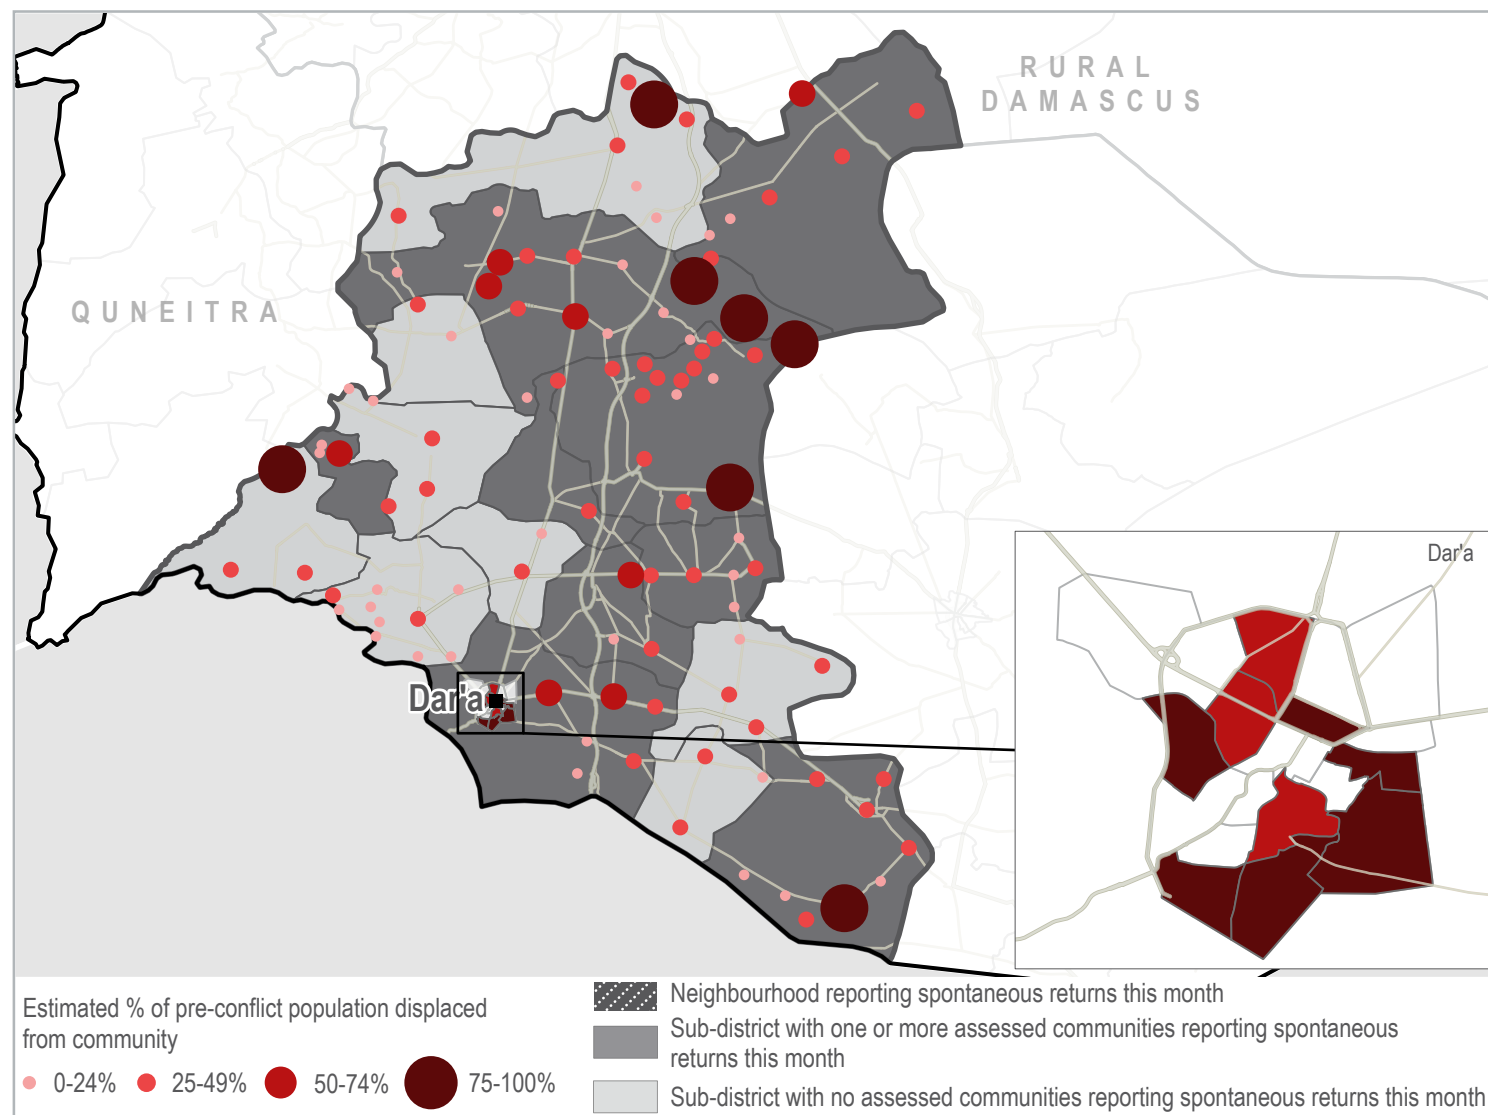 RURAL
DAMASCUS
QUNEITRA
Dar'a
Dar'a
Estimated % of pre-conflict population displaced
from community
0-24%
25-49%
50-74%
75-100%
Neighbourhood reporting spontaneous returns this month
Sub-district with one or more assessed communities reporting spontaneous
returns this month
Sub-district with no assessed communities reporting spontaneous returns this month